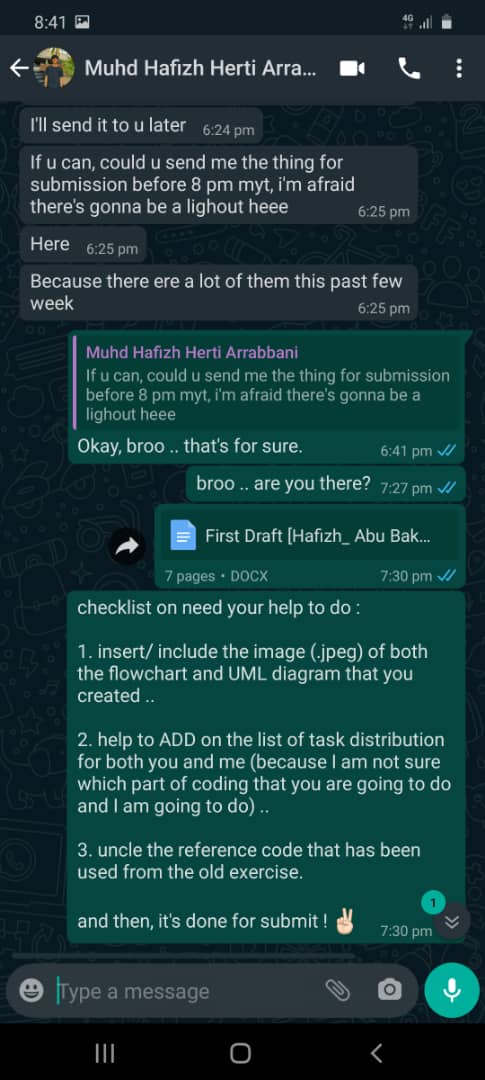 8:41
4G
Muhd Hafizh Herti Arra...
I'll send it to u later 6:24 pm
If u can, could u send me the thing for
submission before 8 pm myt, i'm afraid
there's gonna be a lighout heee 6:25 pm
Here 6:25 pm
Because there ere a lot of them this past few
week 6:25 pm
Muhd Hafizh Herti Arrabbani
If u can, could u send me the thing for submission
before 8 pm myt, i'm afraid there's gonna be a
lighout heee
Okay, broo .. that's for sure. 6:41 pm
broo .. are you there? 7:27 pm
First Draft [Hafizh_ Abu Bak...
7 pages • DOCX 7:30 pm
checklist on need your help to do :
1. insert/ include the image (.jpeg) of both
the flowchart and UML diagram that you
created ..
2. help to ADD on the list of task distribution
for both you and me (because I am not sure
which part of coding that you are going to do
and I am going to do) ..
3. uncle the reference code that has been
used from the old exercise.
and then, it's done for submit ! ✌🏻 7:30 pm
1
Type a message